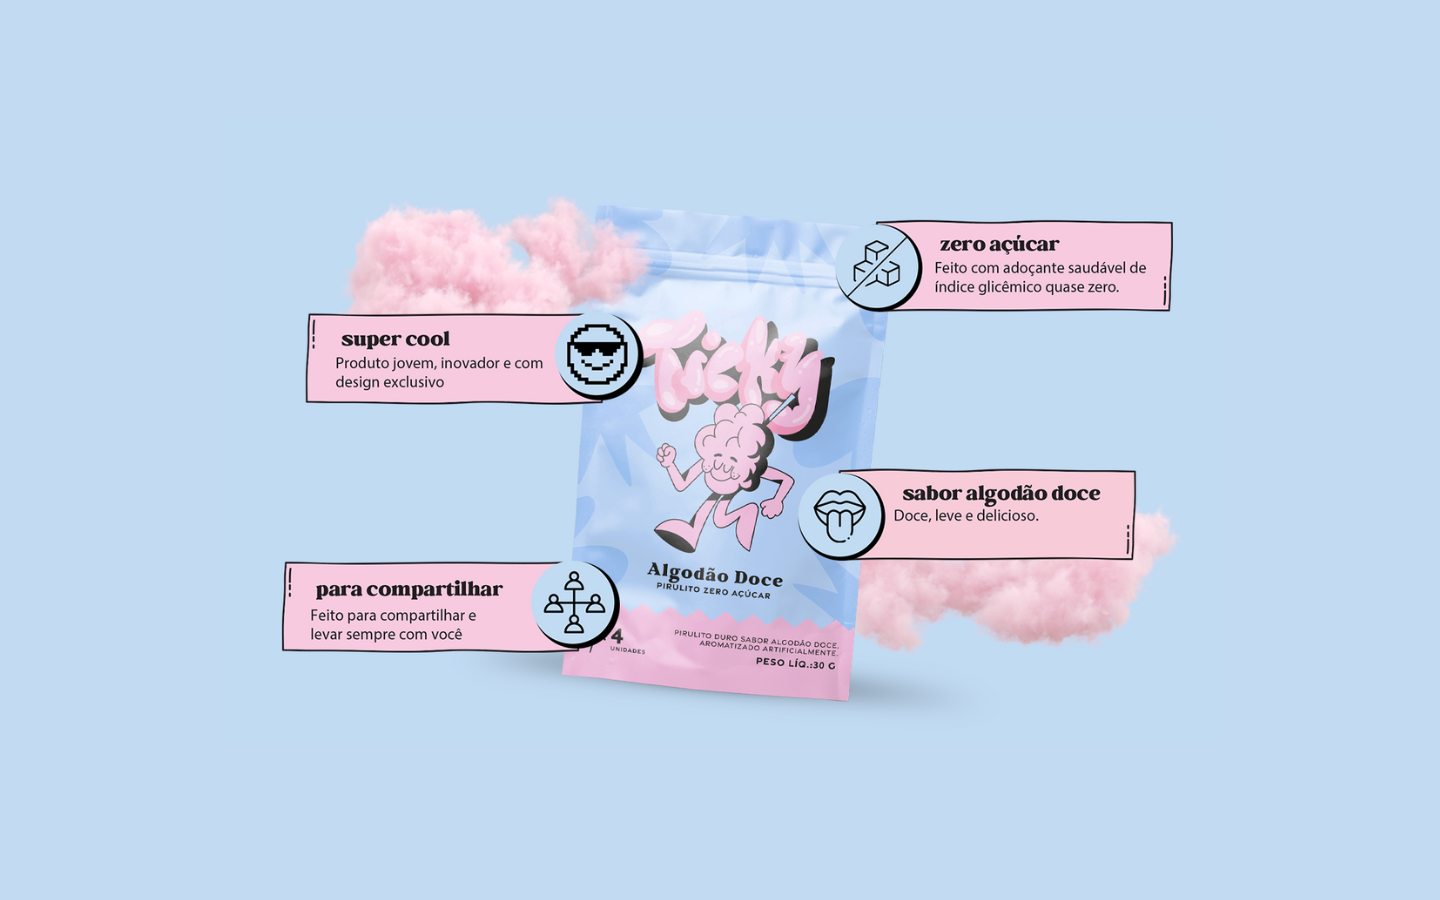 zero açúcar
Feito com adoçante saudável de
índice glicêmico quase zero.
super cool
Produto jovem, inovador e com
design exclusivo
Tricky
sabor algodão doce
Doce, leve e delicioso.
Algodão Doce
PIRULITO ZERO AÇÚCAR
para compartilhar
Feito para compartilhar e
levar sempre com você
4
UNIDADES
PIRULITO DURO SABOR ALGODÃO DOCE.
AROMATIZADO ARTIFICIALMENTE.
PESO LÍQ.:30 G